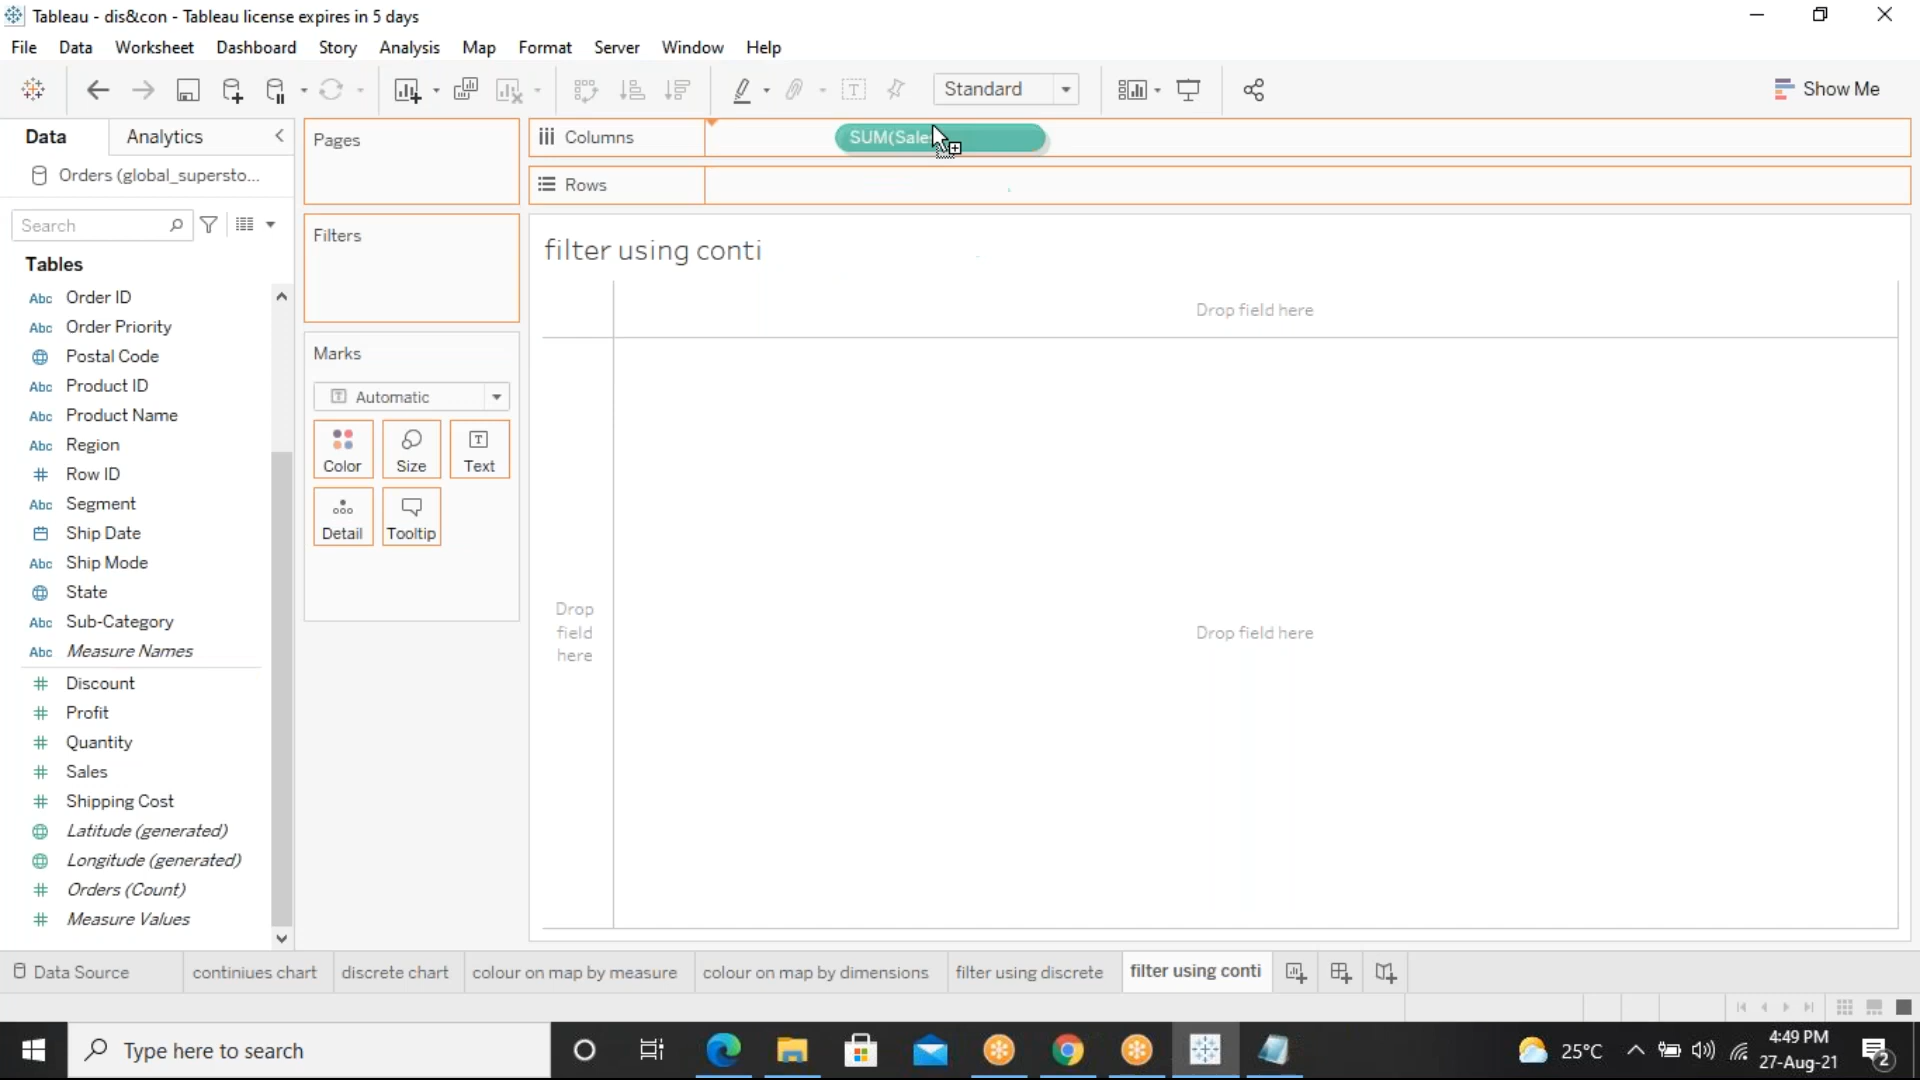 Tableau - dis&con - Tableau license expires in 5 days
File Data Worksheet Dashboard Story Analysis Map Format Server Window Help
Standard
Show Me
Data Analytics
Orders (global_supersto...
Search
Tables
Abc Order ID
Abc Order Priority
Postal Code
Abc Product ID
Abc Product Name
Abc Region
# Row ID
Abc Segment
Ship Date
Abc Ship Mode
State
Abc Sub-Category
Abc Measure Names
# Discount
# Profit
# Quantity
# Sales
# Shipping Cost
Latitude (generated)
Longitude (generated)
# Orders (Count)
# Measure Values
Pages
Filters
Marks
Automatic
Color Size Text
Detail Tooltip
Columns
SUM(Sale
Rows
filter using conti
Drop field here
Drop
field
here
Drop field here
Data Source continiues chart discrete chart colour on map by measure colour on map by dimensions filter using discrete filter using conti
Type here to search
25°C
4:49 PM
27-Aug-21
2